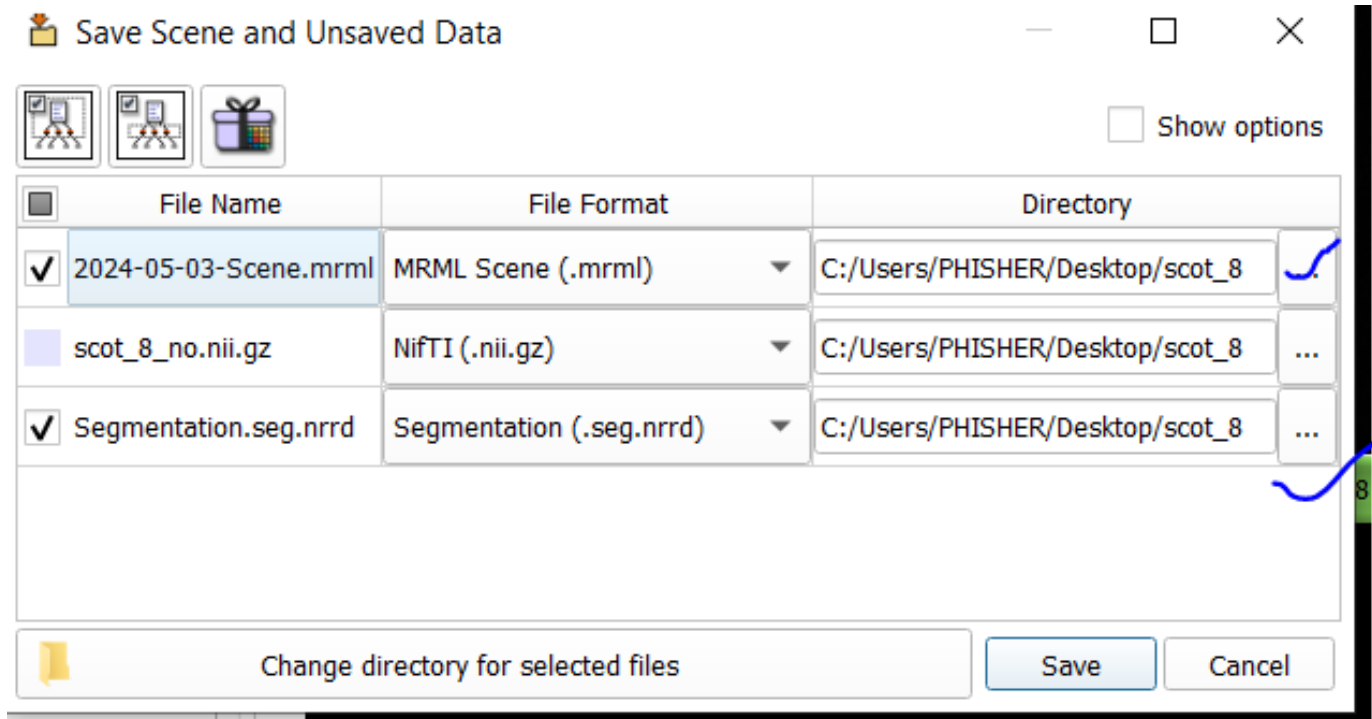 Save Scene and Unsaved Data
Show options
File Name File Format Directory
2024-05-03-Scene.mrml MRML Scene (.mrml) C:/Users/PHISHER/Desktop/scot_8
scot_8_no.nii.gz NifTI (.nii.gz) C:/Users/PHISHER/Desktop/scot_8 ...
Segmentation.seg.nrrd Segmentation (.seg.nrrd) C:/Users/PHISHER/Desktop/scot_8 ...
8
Change directory for selected files Save Cancel